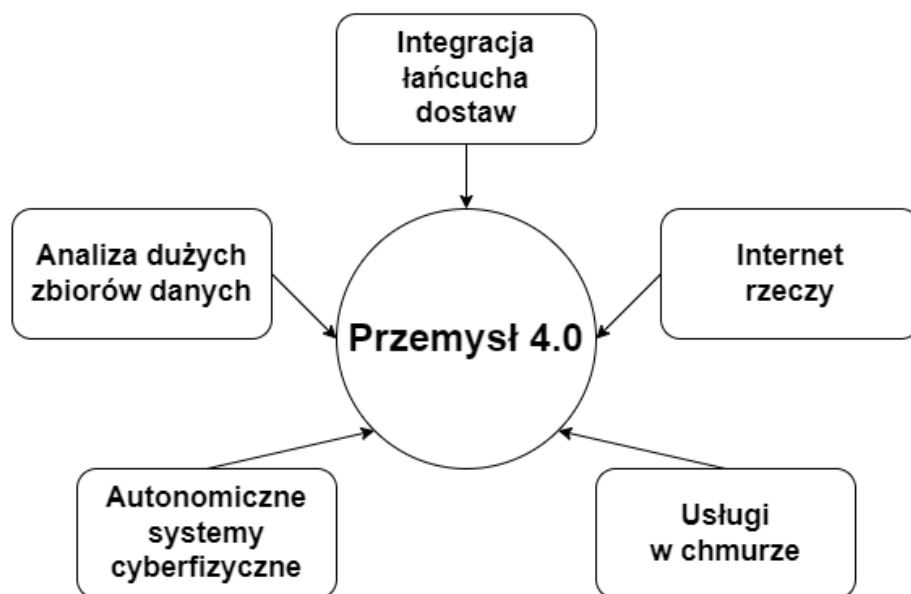 Integracja
łańcucha
dostaw
Analiza dużych
zbiorów danych
Internet
rzeczy
Przemysł 4.0
Autonomiczne
systemy
cyberfizyczne
Usługi
w chmurze